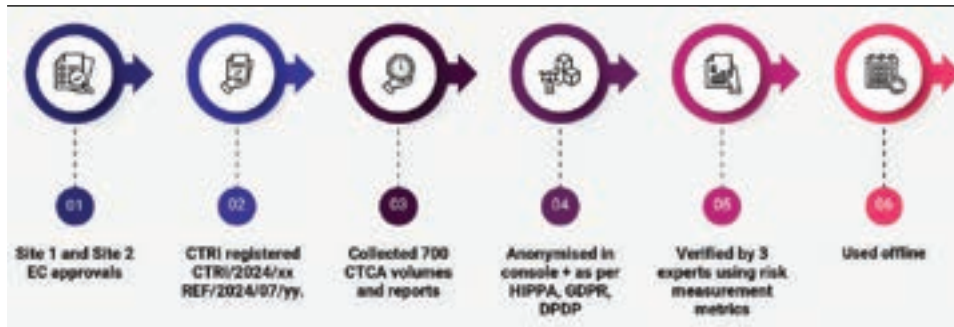 01
Site 1 and Site 2
EC approvals
02
CTRI registered
CTRI/2024/xx
REF/2024/07/yy.
03
Collected 700
CTCA volumes
and reports
04
Anonymised in
console + as per
HIPPA, GDPR,
DPDP
05
Verified by 3
experts using risk
measurement
metrics
06
Used offline